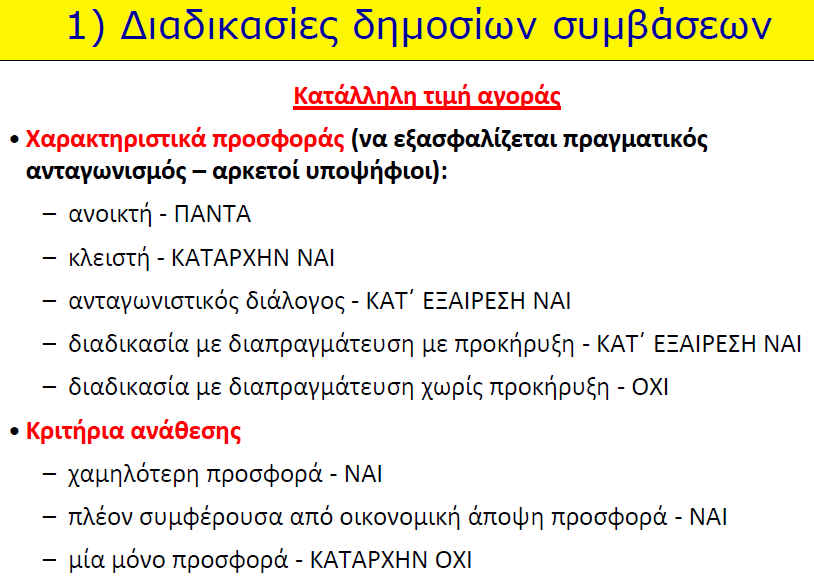 1) Διαδικασίες δημοσίων συμβάσεων
Κατάλληλη τιμή αγοράς
• Χαρακτηριστικά προσφοράς (να εξασφαλίζεται πραγματικός
ανταγωνισμός – αρκετοί υποψήφιοι):
– ανοικτή - ΠΑΝΤΑ
– κλειστή - ΚΑΤΑΡΧΗΝ ΝΑΙ
– ανταγωνιστικός διάλογος - ΚΑΤ΄ ΕΞΑΙΡΕΣΗ ΝΑΙ
– διαδικασία με διαπραγμάτευση με προκήρυξη - ΚΑΤ΄ ΕΞΑΙΡΕΣΗ ΝΑΙ
– διαδικασία με διαπραγμάτευση χωρίς προκήρυξη - ΟΧΙ
• Κριτήρια ανάθεσης
– χαμηλότερη προσφορά - ΝΑΙ
– πλέον συμφέρουσα από οικονομική άποψη προσφορά - ΝΑΙ
– μία μόνο προσφορά - ΚΑΤΑΡΧΗΝ ΟΧΙ